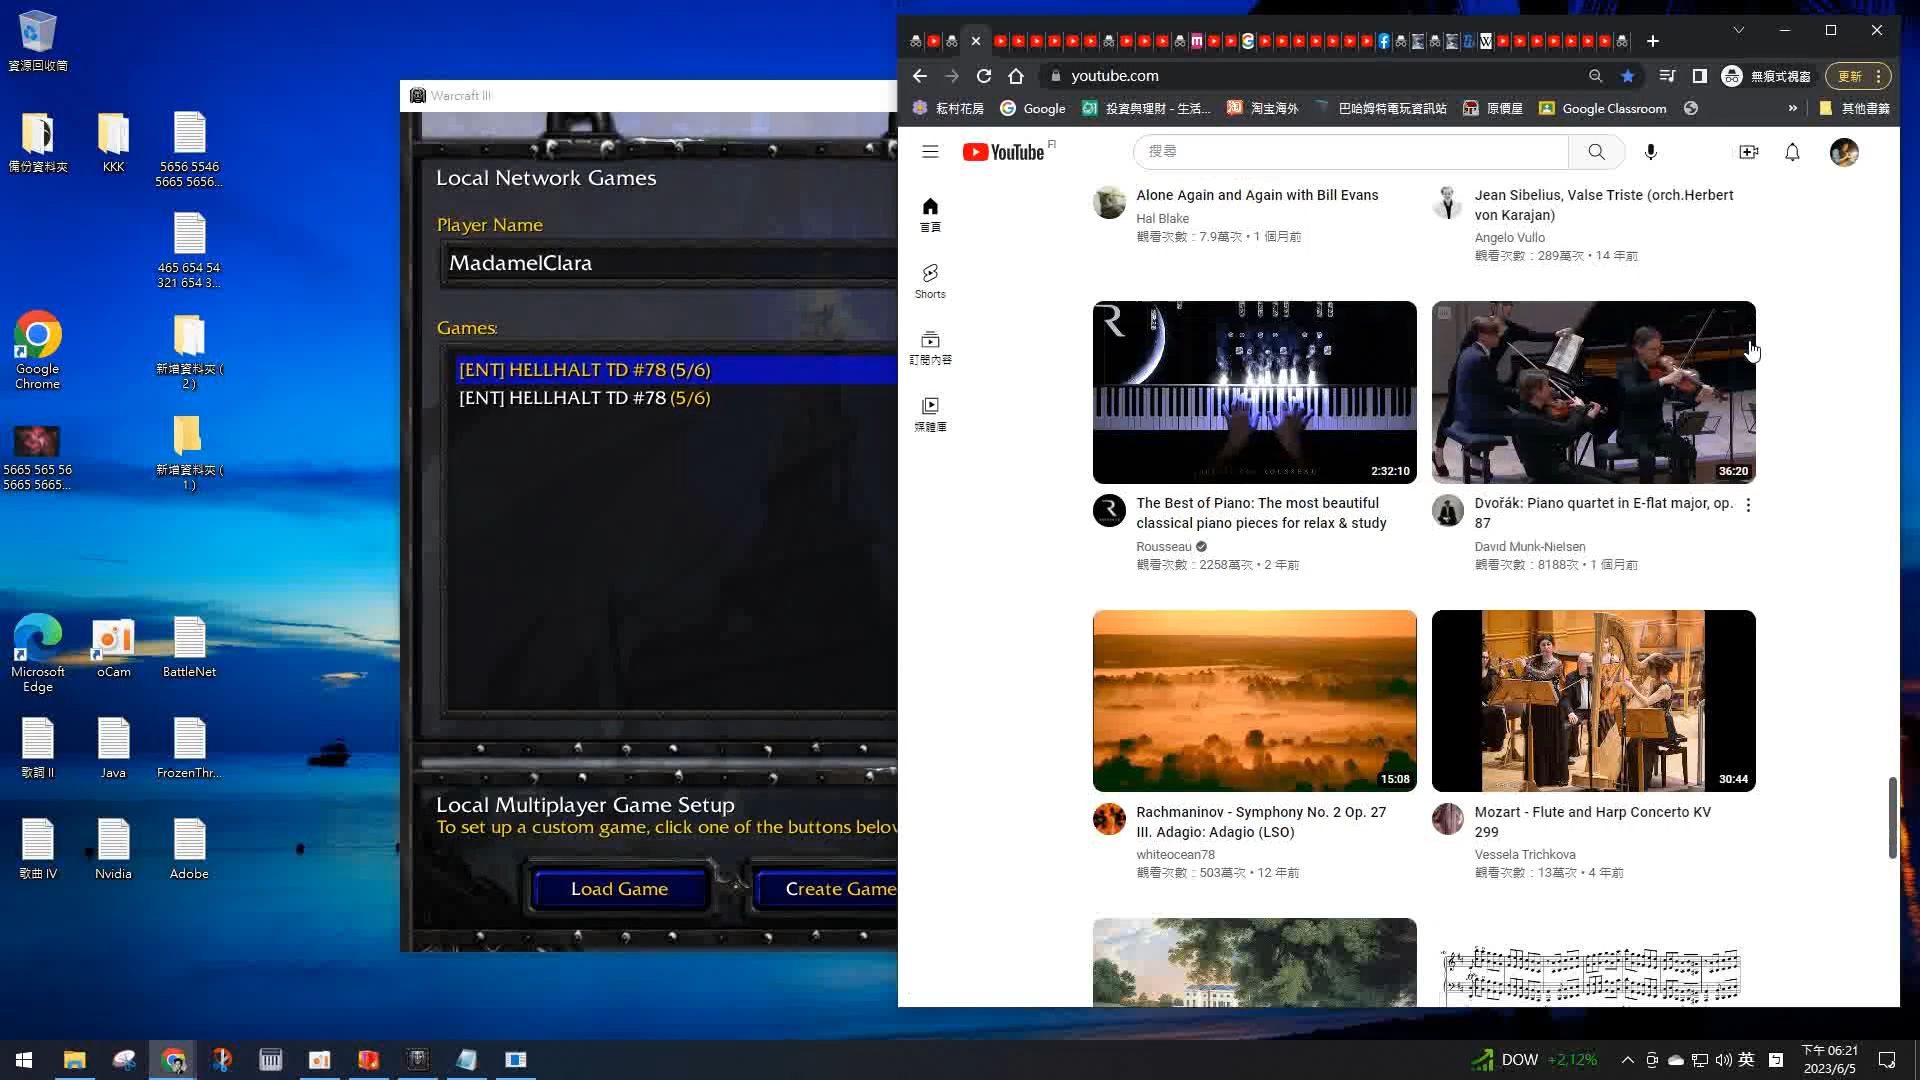 資源回收筒
備份資料夾
KKK
5656 5546
5665 5656...
465 654 54
321 654 3...
Google
Chrome
新增資料夾 (
2 )
5665 565 56
5665 5665...
新增資料夾 (
1 )
Microsoft
Edge
oCam
BattleNet
歌詞 II
Java
FrozenThr...
歌曲 IV
Nvidia
Adobe
Warcraft III
Local Network Games
Player Name
MadamelClara
Games:
[ENT] HELLHALT TD #78 (5/6)
[ENT] HELLHALT TD #78 (5/6)
Local Multiplayer Game Setup
To set up a custom game, click one of the buttons below
Load Game
Create Game
youtube.com
無痕式視窗
更新
耘村花房
Google
投資與理財 - 生活...
淘宝海外
巴哈姆特電玩資訊站
原價屋
Google Classroom
»
其他書籤
YouTube FI
搜尋
首頁
Shorts
訂閱內容
媒體庫
Alone Again and Again with Bill Evans
Hal Blake
觀看次數：7.9萬次 • 1 個月前
Jean Sibelius, Valse Triste (orch.Herbert
von Karajan)
Angelo Vullo
觀看次數：289萬次 • 14 年前
R
2:32:10
The Best of Piano: The most beautiful
classical piano pieces for relax & study
Rousseau
觀看次數：2258萬次 • 2 年前
36:20
Dvořák: Piano quartet in E-flat major, op.
87
David Munk-Nielsen
觀看次數：8188次 • 1 個月前
15:08
Rachmaninov - Symphony No. 2 Op. 27
III. Adagio: Adagio (LSO)
whiteocean78
觀看次數：503萬次 • 12 年前
30:44
Mozart - Flute and Harp Concerto KV
299
Vessela Trichkova
觀看次數：13萬次 • 4 年前
DOW +2.12%
英
下午 06:21
2023/6/5